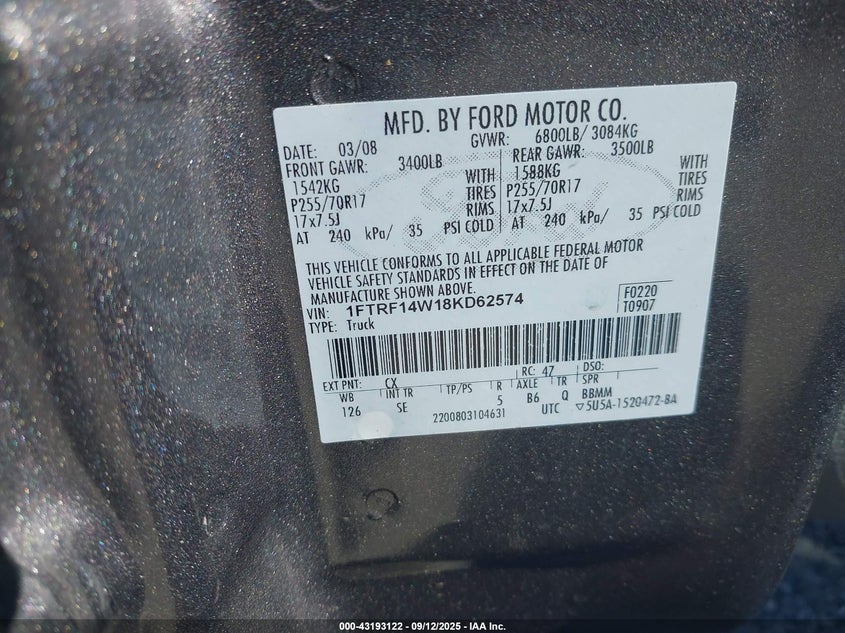 MFD. BY FORD MOTOR CO.
DATE: 03/08 GVWR: 6800LB/ 3084KG
FRONT GAWR: 3400LB REAR GAWR: 3500LB
1542KG WITH 1588KG WITH
P255/70R17 TIRES P255/70R17 TIRES
17x7.5J RIMS 17x7.5J RIMS
AT 240 kPa/ 35 PSI COLD AT 240 kPa/ 35 PSI COLD
THIS VEHICLE CONFORMS TO ALL APPLICABLE FEDERAL MOTOR
VEHICLE SAFETY STANDARDS IN EFFECT ON THE DATE OF
MANUFACTURE SHOWN ABOVE.
VIN: 1FTRF14W18KD62574 F0220
TYPE: Truck T0907
EXT PNT: CX RC: 47 DSO:
WB INT TR TP/PS R AXLE TR SPR
126 SE 5 B6 Q BBMM
2200803104631 UTC ▽5U5A-1520472-BA
000-43193122 - 09/12/2025 - IAA Inc.